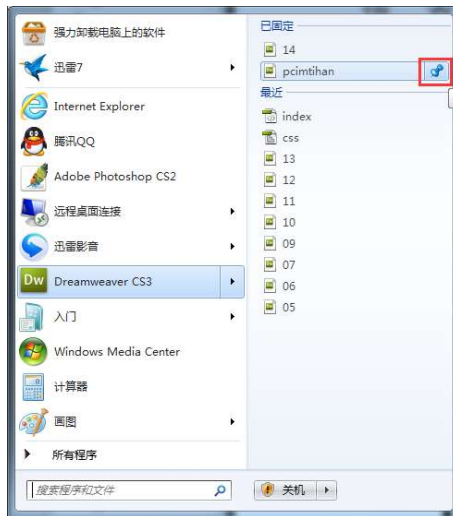 强力卸载电脑上的软件
迅雷7
Internet Explorer
腾讯QQ
Adobe Photoshop CS2
远程桌面连接
迅雷影音
Dw Dreamweaver CS3
入门
Windows Media Center
计算器
画图
所有程序
搜索程序和文件
已固定
14
pcimtihan
最近
index
css
13
12
11
10
09
07
06
05
关机